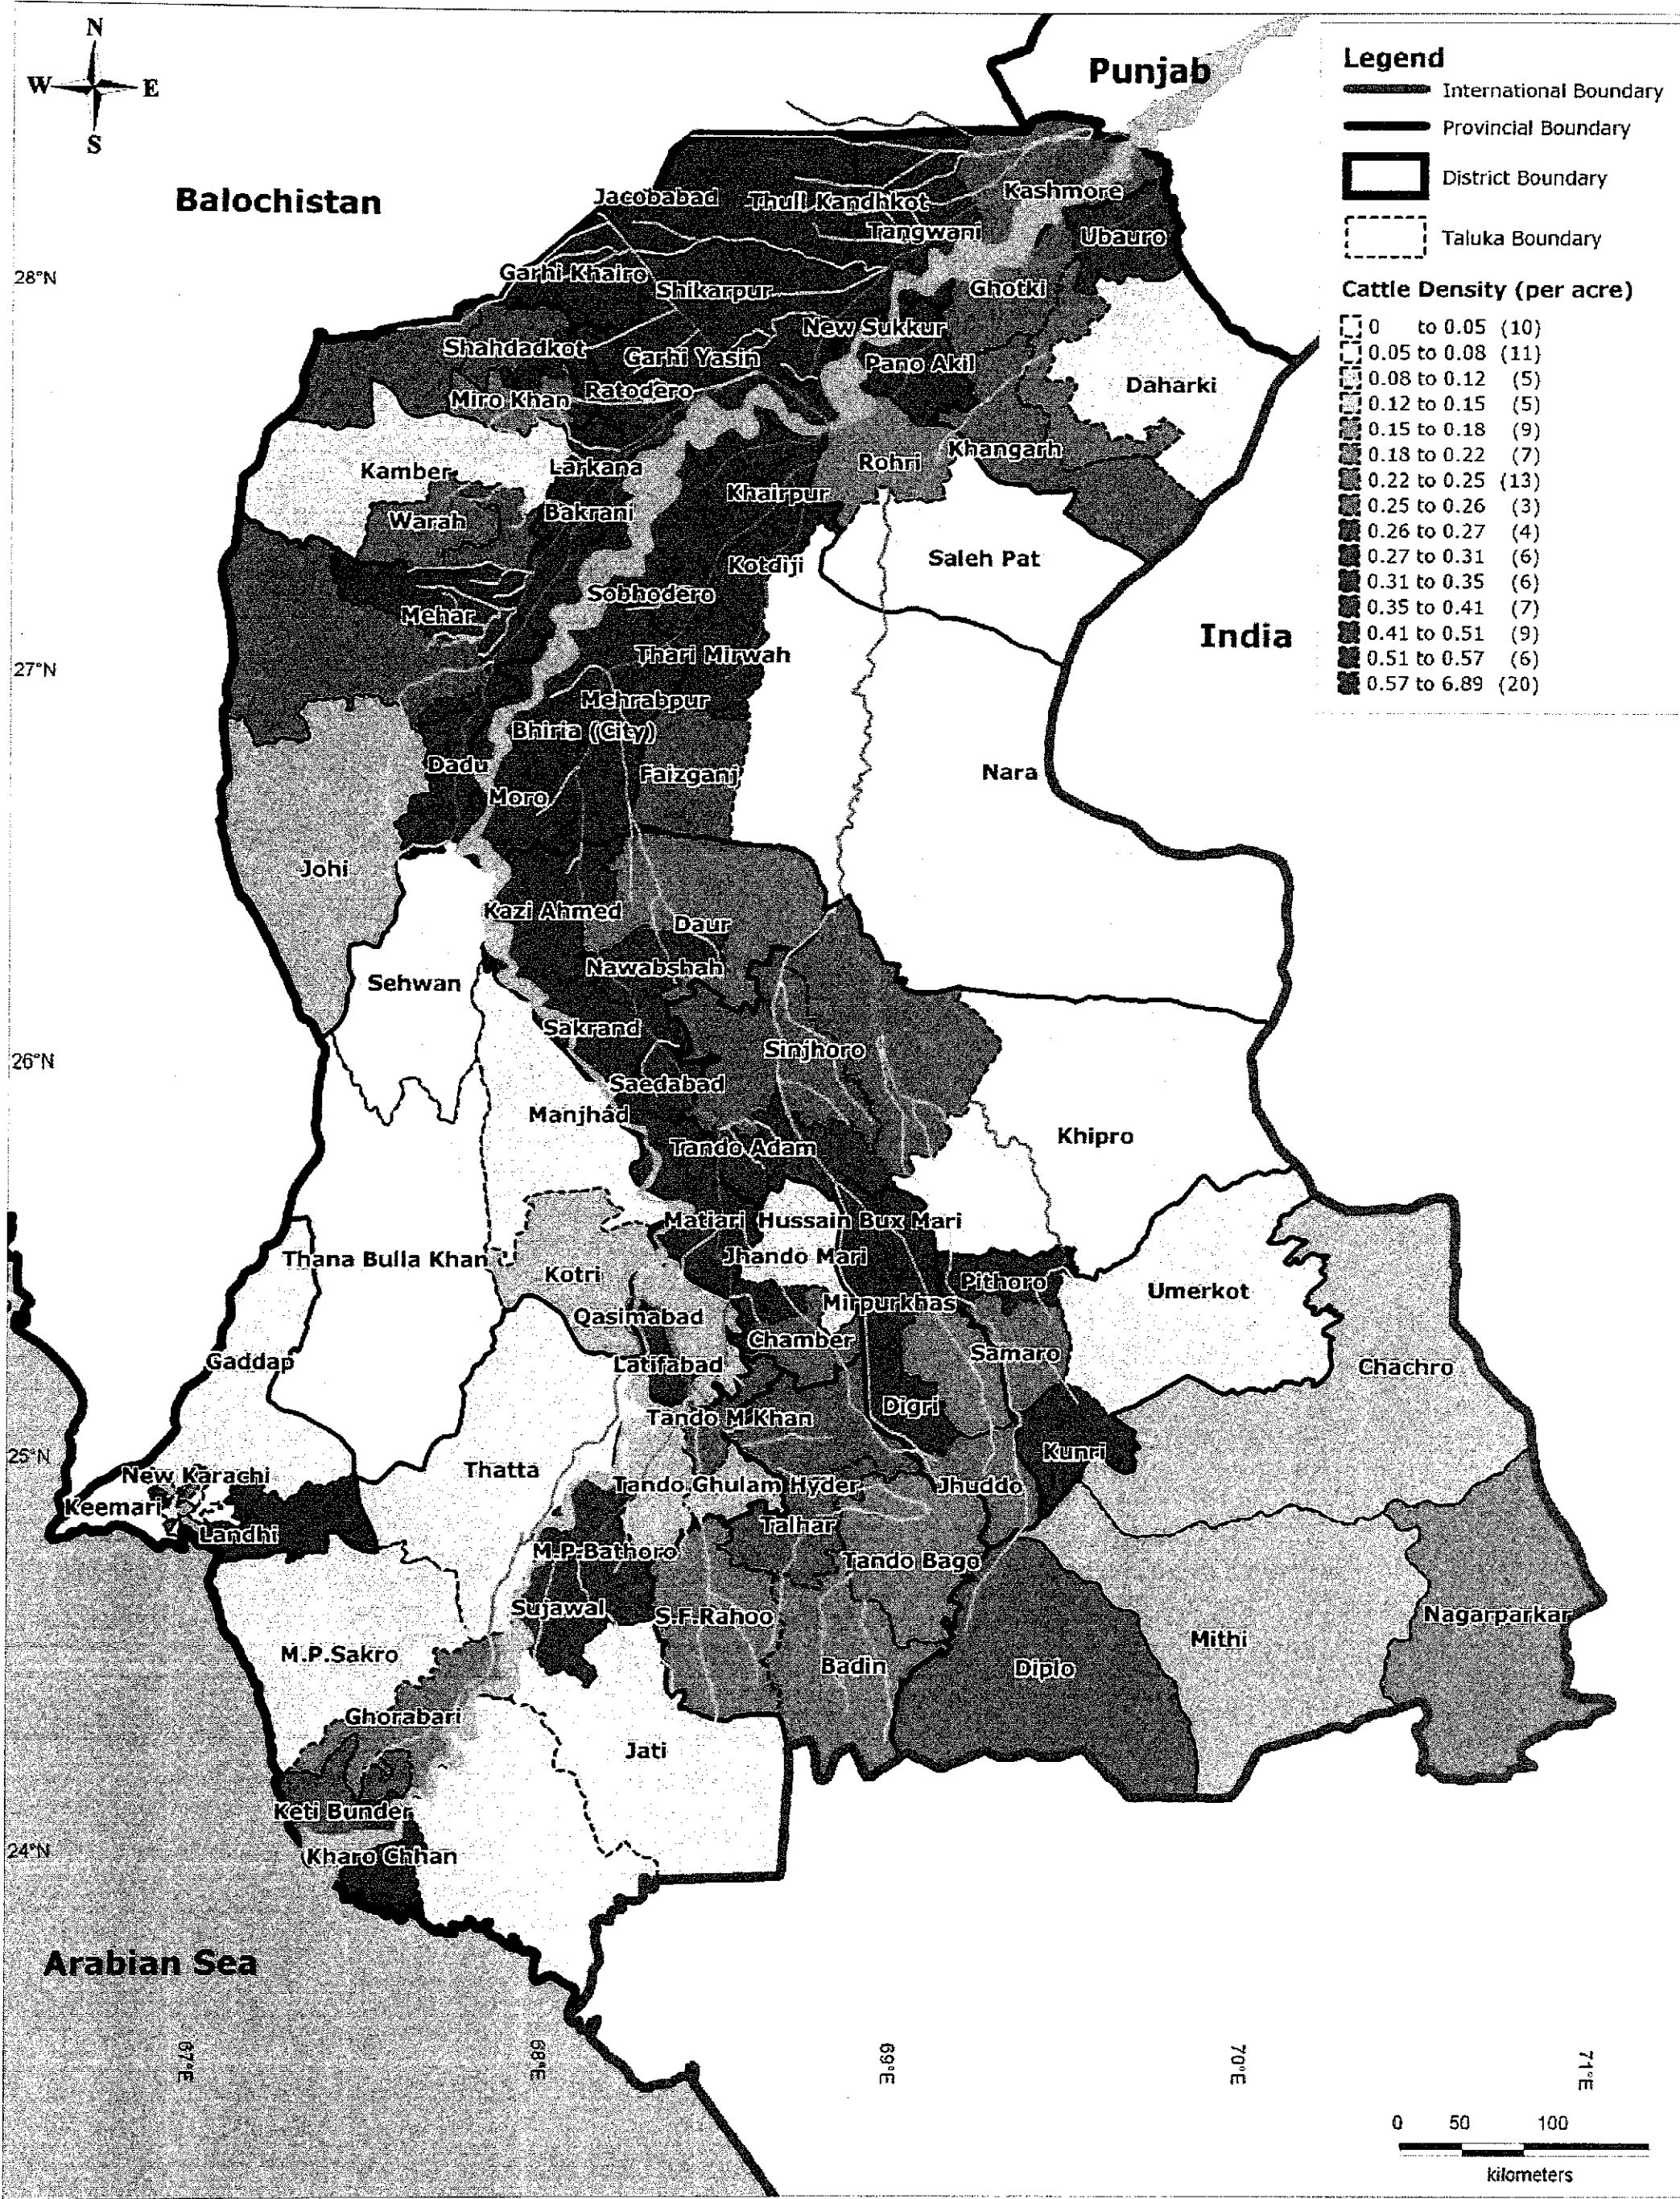 N
W E
S
Punjab
Balochistan
India
Arabian Sea
Legend
International Boundary
Provincial Boundary
District Boundary
Taluka Boundary
Cattle Density (per acre)
0 to 0.05 (10)
0.05 to 0.08 (11)
0.08 to 0.12 (5)
0.12 to 0.15 (5)
0.15 to 0.18 (9)
0.18 to 0.22 (7)
0.22 to 0.25 (13)
0.25 to 0.26 (3)
0.26 to 0.27 (4)
0.27 to 0.31 (6)
0.31 to 0.35 (6)
0.35 to 0.41 (7)
0.41 to 0.51 (9)
0.51 to 0.57 (6)
0.57 to 6.89 (20)
Kashmore
Jacobabad
Thull Kandhkot
Tangwani
Ubauro
28°N
Garhi Khairo
Shikarpur
Ghotki
New Sukkur
Shahdadkot
Garhi Yasin
Pano Akil
Daharki
Miro Khan
Ratodero
Khangarh
Kamber
Larkana
Rohri
Khairpur
Warah
Bakrani
Kotdiji
Saleh Pat
Sobhodero
Mehar
27°N
Thari Mirwah
Mehrabpur
Bhiria (City)
Dadu
Faizganj
Nara
Moro
Johi
Kazi Ahmed
Daur
Nawabshah
Sehwan
Sakrand
26°N
Sinjhoro
Saedabad
Manjhad
Khipro
Tando Adam
Matiari
Hussain Bux Mari
Jhando Mari
Thana Bulla Khan
Kotri
Pithoro
Umerkot
Mirpurkhas
Qasimabad
Chamber
Samaro
Gaddap
Latifabad
Chachro
Digri
Tando M Khan
25°N
Kunri
New Karachi
Thatta
Tando Ghulam Hyder
Jhuddo
Keemari
Landhi
Talhar
M.P.Bathoro
Tando Bago
Sujawal
S.F.Rahoo
Nagarparkar
M.P.Sakro
Badin
Diplo
Mithi
Ghorabari
Jati
Keti Bunder
24°N
Kharo Chhan
67°E
68°E
69°E
70°E
71°E
0 50 100
kilometers